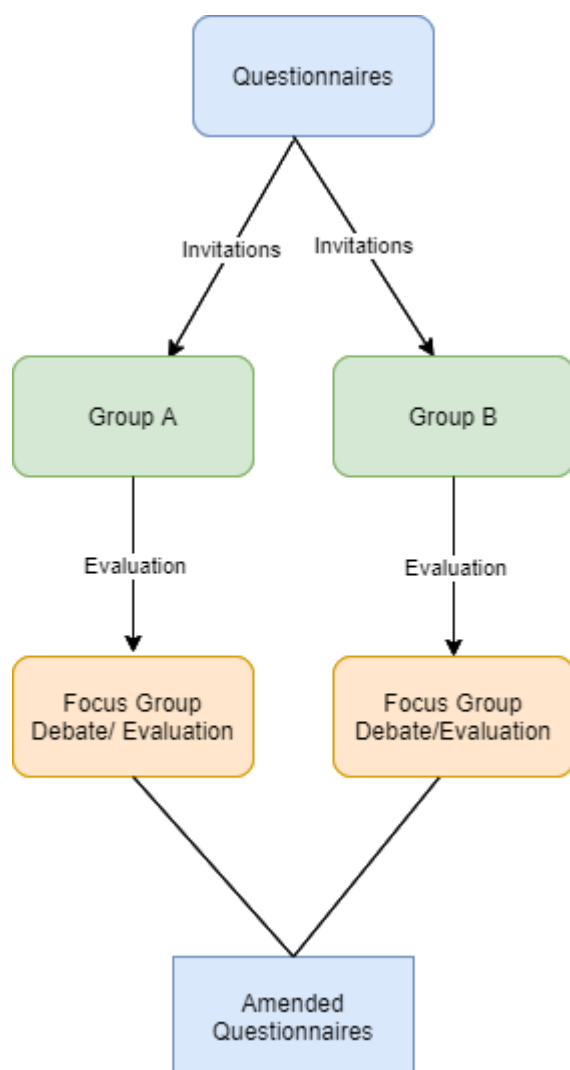 Questionnaires
Invitations
Invitations
Group A
Group B
Evaluation
Evaluation
Focus Group
Debate/ Evaluation
Focus Group
Debate/Evaluation
Amended
Questionnaires